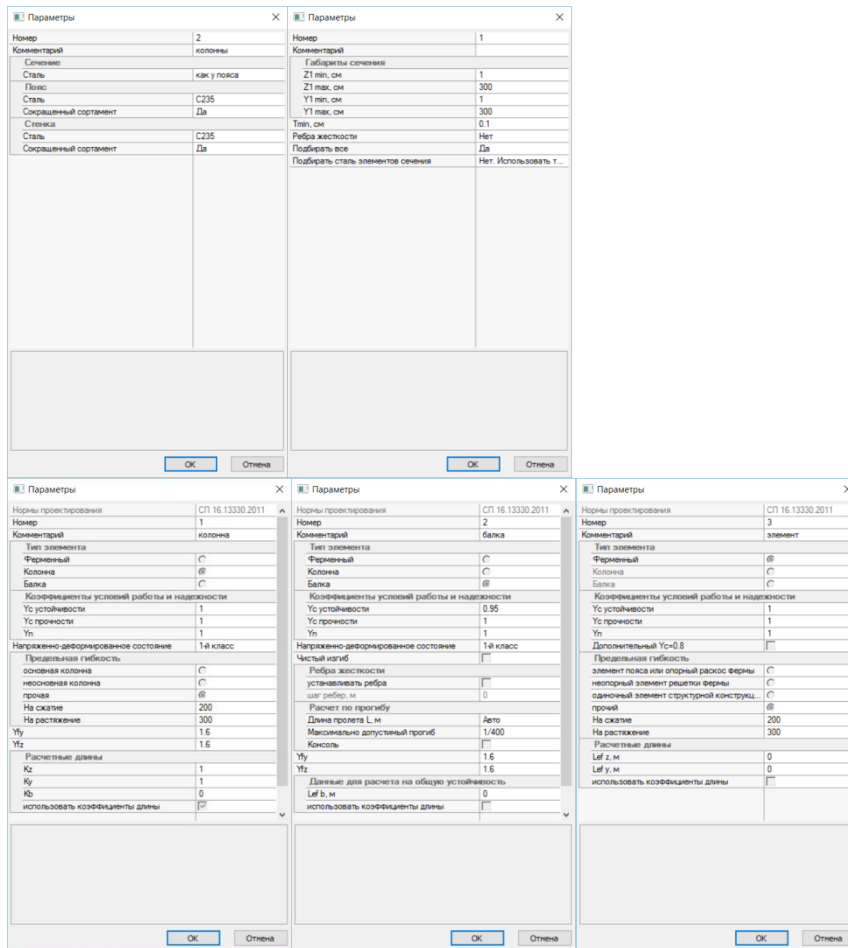 Параметры
Номер 2
Комментарий колонны
Сечение
Сталь как у пояса
Пояс
Сталь С235
Сокращенный сортамент Да
Стенка
Сталь С235
Сокращенный сортамент Да
OK Отмена
Параметры
Номер 1
Комментарий
Габариты сечения
Z1 min, см 1
Z1 max, см 300
Y1 min, см 1
Y1 max, см 300
Tmin, см 0.1
Ребра жесткости Нет
Подбирать все Да
Подбирать сталь элементов сечения Нет. Использовать т...
OK Отмена
Параметры
Нормы проектирования СП 16.13330.2011
Номер 1
Комментарий колонна
Тип элемента
Ферменный
Колонна
Балка
Коэффициенты условий работы и надежности
Yc устойчивости 1
Yc прочности 1
Yn 1
Напряженно-деформированное состояние 1-й класс
Предельная гибкость
основная колонна
неосновная колонна
прочая
На сжатие 200
На растяжение 300
Yfy 1.6
Yfz 1.6
Расчетные длины
Kz 1
Ky 1
Kb 0
использовать коэффициенты длины
OK Отмена
Параметры
Нормы проектирования СП 16.13330.2011
Номер 2
Комментарий балка
Тип элемента
Ферменный
Колонна
Балка
Коэффициенты условий работы и надежности
Yc устойчивости 0.95
Yc прочности 1
Yn 1
Напряженно-деформированное состояние 1-й класс
Чистый изгиб
Ребра жесткости
устанавливать ребра
шаг ребер, м 0
Расчет по прогибу
Длина пролета L, м Авто
Максимально допустимый прогиб 1/400
Консоль
Yfy 1.6
Yfz 1.6
Данные для расчета на общую устойчивость
Lef b, м 0
использовать коэффициенты длины
OK Отмена
Параметры
Нормы проектирования СП 16.13330.2011
Номер 3
Комментарий элемент
Тип элемента
Ферменный
Колонна
Балка
Коэффициенты условий работы и надежности
Yc устойчивости 1
Yc прочности 1
Yn 1
Дополнительный Yc=0.8
Предельная гибкость
элемент пояса или опорный раскос фермы
неопорный элемент решетки фермы
одиночный элемент структурной конструкц...
прочий
На сжатие 200
На растяжение 300
Расчетные длины
Lef z, м 0
Lef y, м 0
использовать коэффициенты длины
OK Отмена